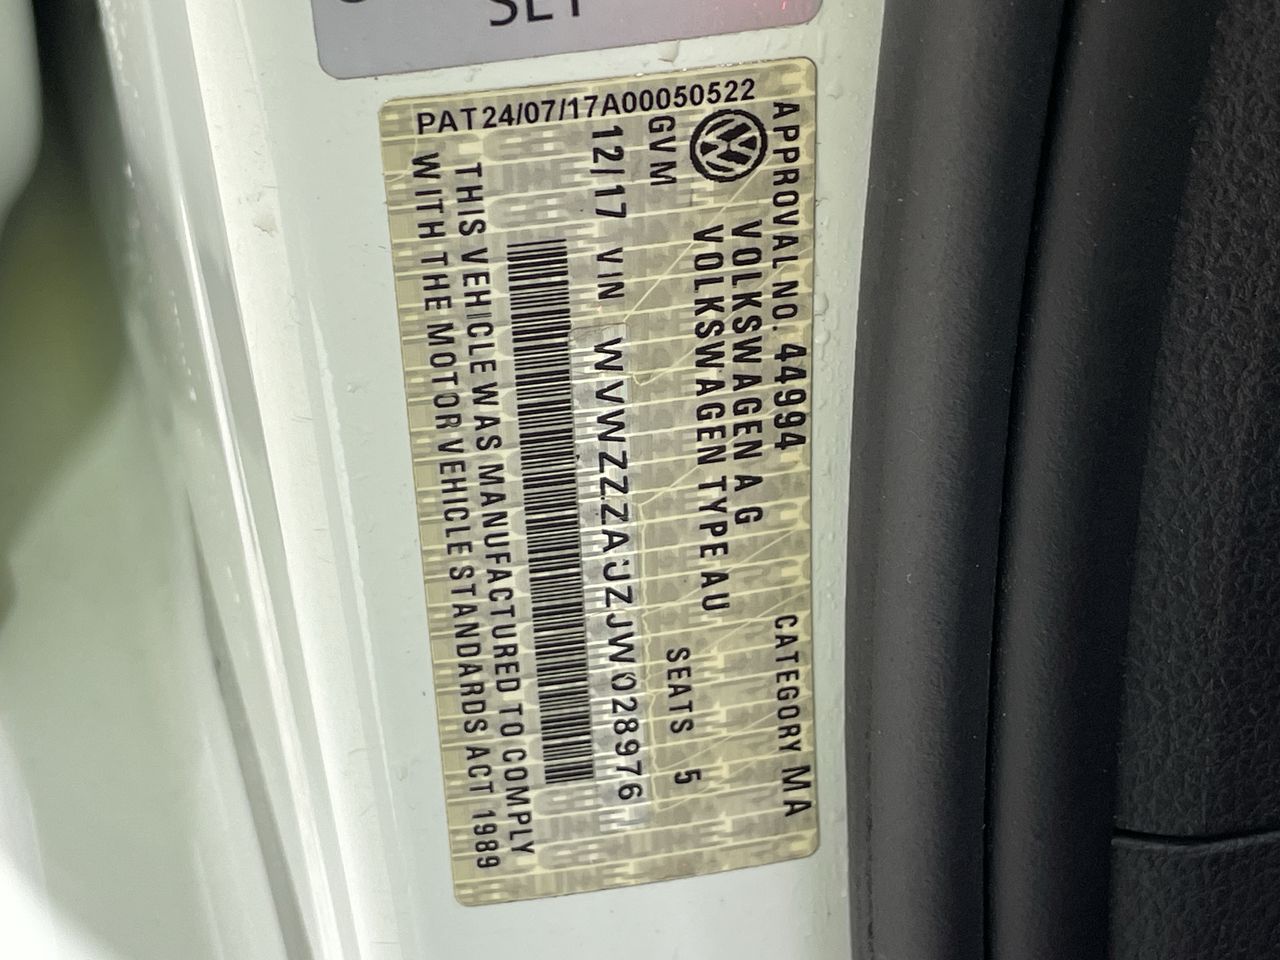 SET
PAT24/07/17A00050522
APPROVAL NO. 44994 CATEGORY MA
VOLKSWAGEN AG
VOLKSWAGEN TYPE AU
GVM SEATS 5
12/17 VIN WVWZZZAUZJW028976
THIS VEHICLE WAS MANUFACTURED TO COMPLY
WITH THE MOTOR VEHICLE STANDARDS ACT 1989